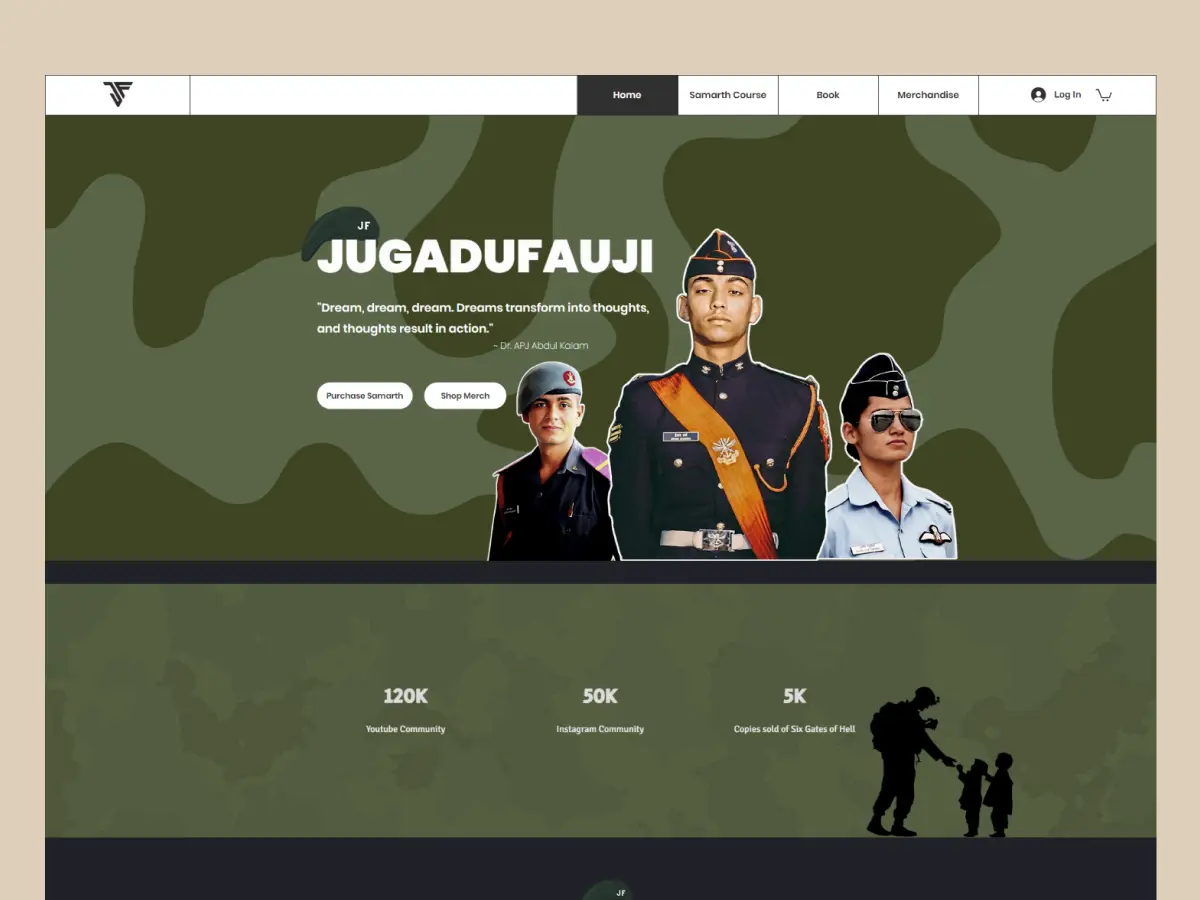 Home
Samarth Course
Book
Merchandise
Log In
JF
JUGADUFAUJI
"Dream, dream, dream. Dreams transform into thoughts,
and thoughts result in action."
~ Dr. APJ Abdul Kalam
Purchase Samarth
Shop Merch
120K
50K
5K
Youtube Community
Instagram Community
Copies sold of Six Gates of Hell
JF